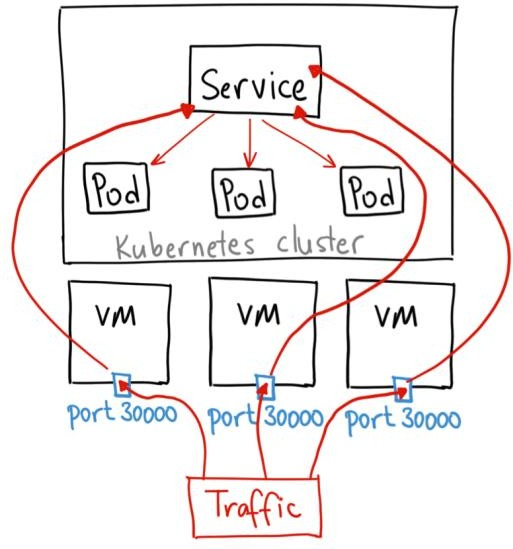 Service
Pod
Pod
Pod
Kubernetes cluster
VM
VM
VM
port 30000
port 30000
port 30000
Traffic